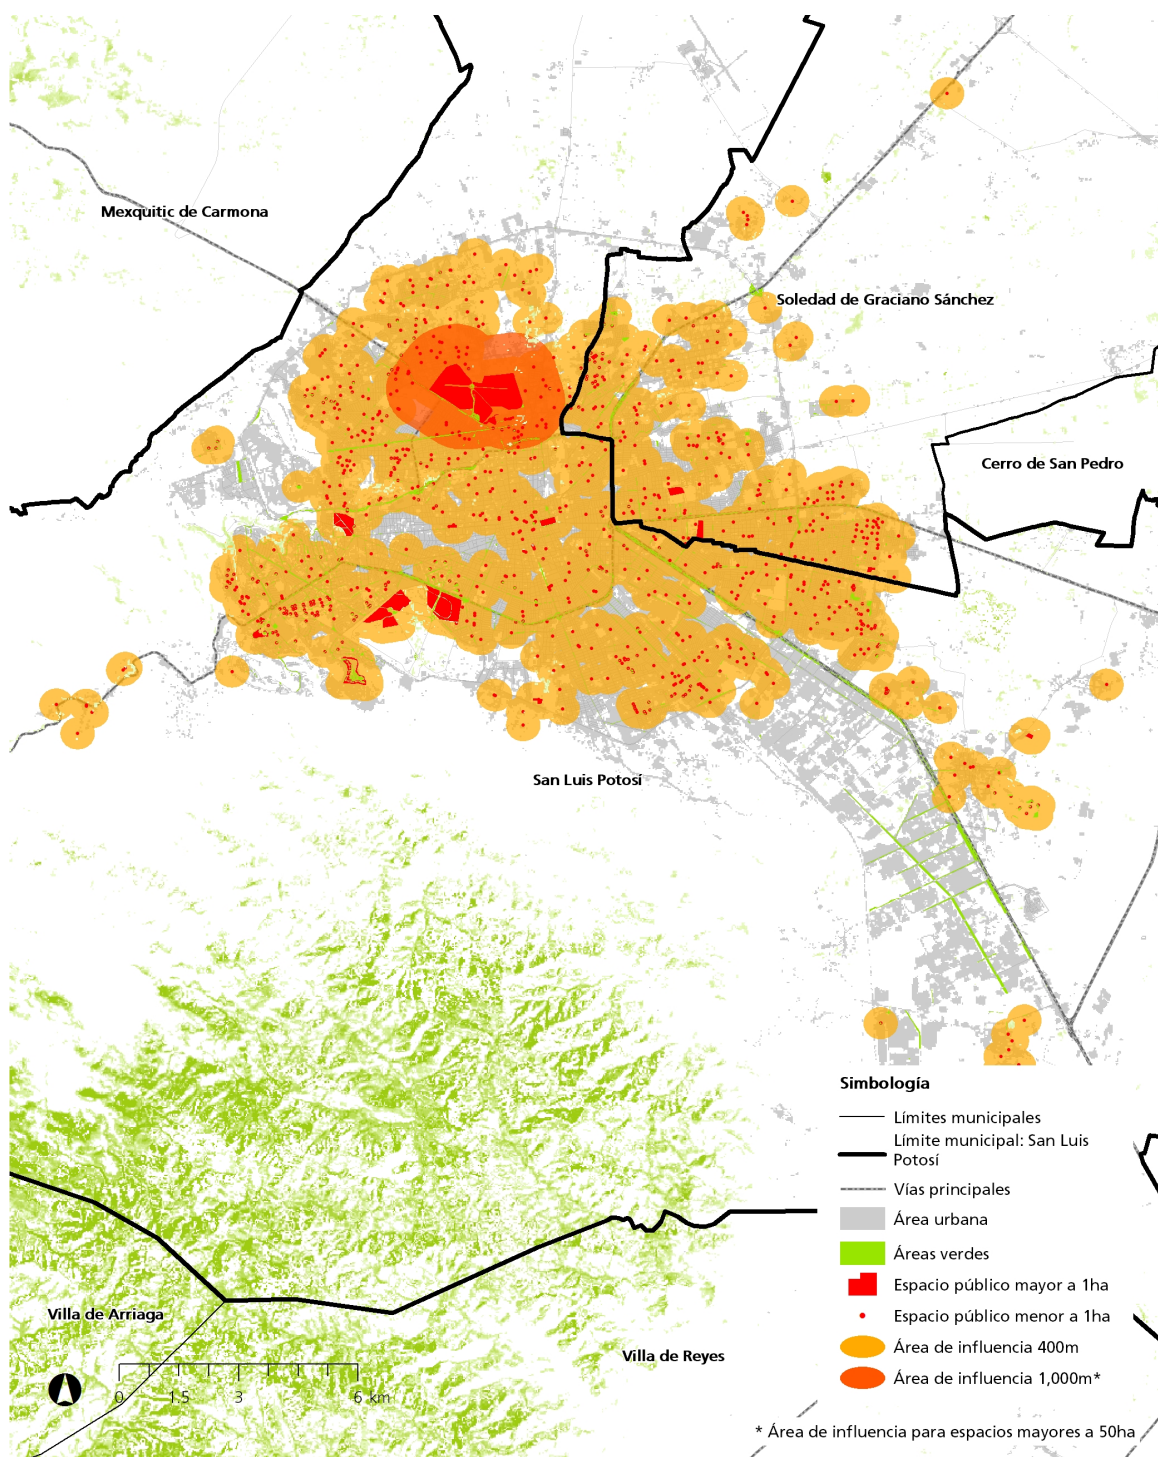 Mexquitic de Carmona
Soledad de Graciano Sánchez
Cerro de San Pedro
San Luis Potosí
Simbología
Límites municipales
Límite municipal: San Luis
Potosí
Vías principales
Área urbana
Áreas verdes
Espacio público mayor a 1ha
Espacio público menor a 1ha
Área de influencia 400m
Área de influencia 1,000m*
Villa de Arriaga
Villa de Reyes
0 1.5 3 6 km
* Área de influencia para espacios mayores a 50ha